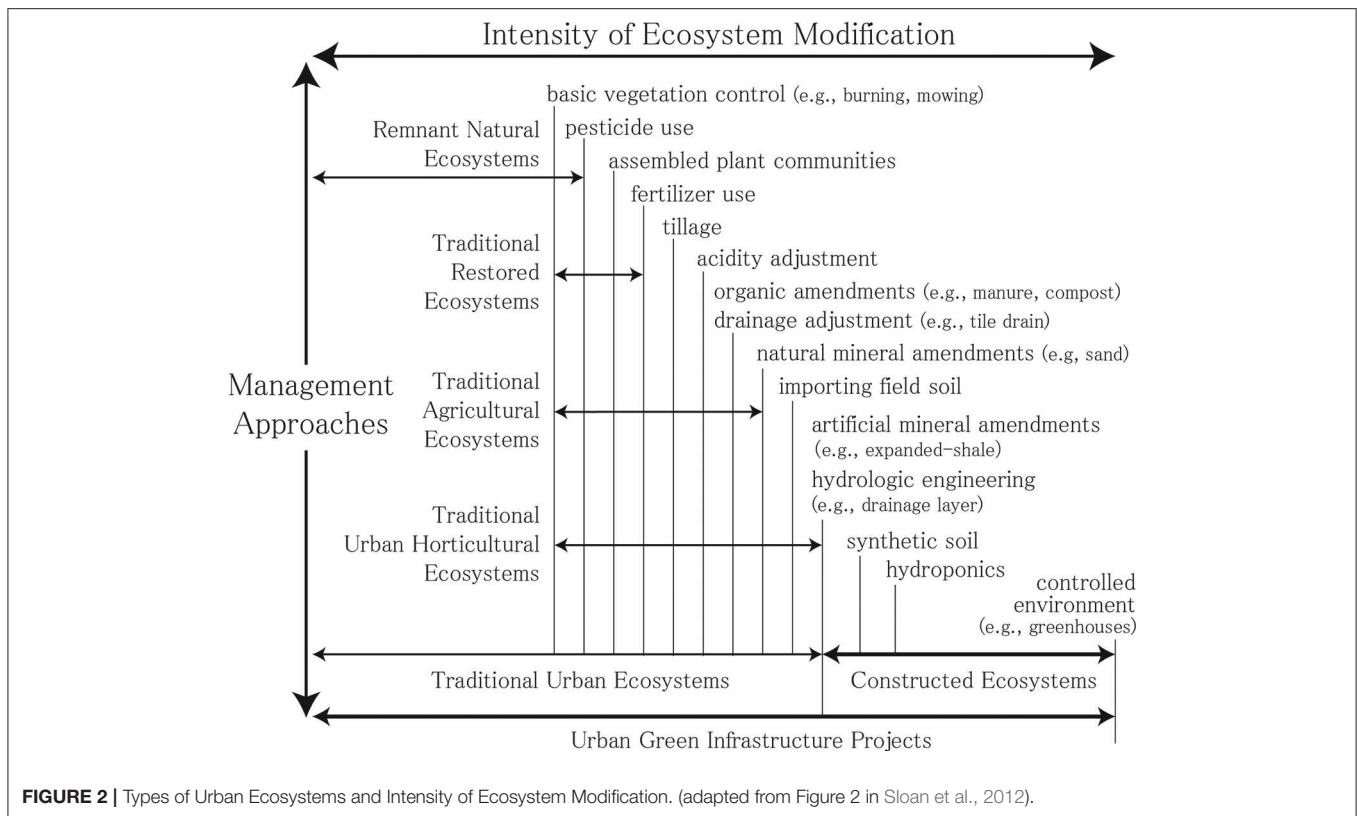 Intensity of Ecosystem Modification
basic vegetation control (e.g., burning, mowing)
Remnant Natural
Ecosystems
pesticide use
assembled plant communities
fertilizer use
tillage
Traditional
Restored
Ecosystems
acidity adjustment
organic amendments (e.g., manure, compost)
drainage adjustment (e.g., tile drain)
natural mineral amendments (e.g, sand)
Management
Approaches
Traditional
Agricultural
Ecosystems
importing field soil
artificial mineral amendments
(e.g., expanded-shale)
hydrologic engineering
(e.g., drainage layer)
Traditional
Urban Horticultural
Ecosystems
synthetic soil
hydroponics
controlled
environment
(e.g., greenhouses)
Traditional Urban Ecosystems
Constructed Ecosystems
Urban Green Infrastructure Projects
FIGURE 2 | Types of Urban Ecosystems and Intensity of Ecosystem Modification. (adapted from Figure 2 in Sloan et al., 2012).